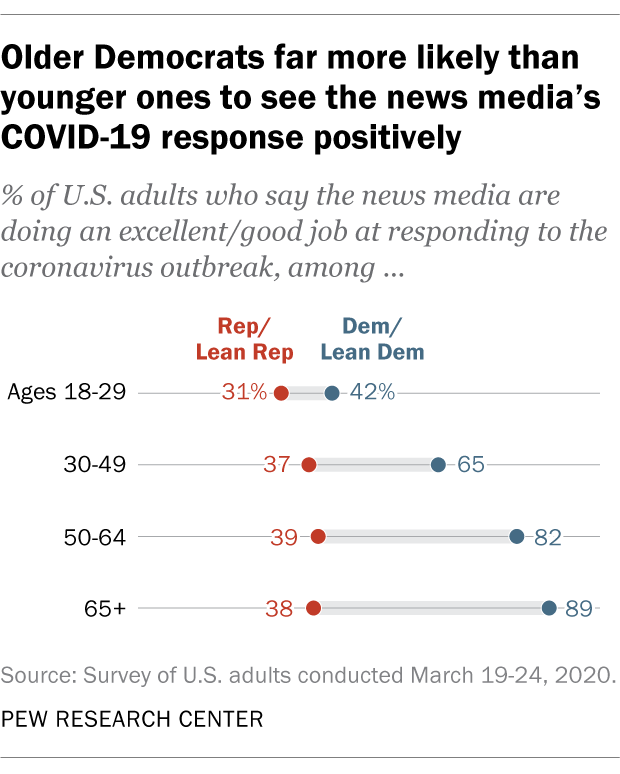 Older Democrats far more likely than
younger ones to see the news media’s
COVID-19 response positively
% of U.S. adults who say the news media are
doing an excellent/good job at responding to the
coronavirus outbreak, among ...
Rep/
Lean Rep
Dem/
Lean Dem
Ages 18-29 31% 42%
30-49 37 65
50-64 39 82
65+ 38 89
Source: Survey of U.S. adults conducted March 19-24, 2020.
PEW RESEARCH CENTER